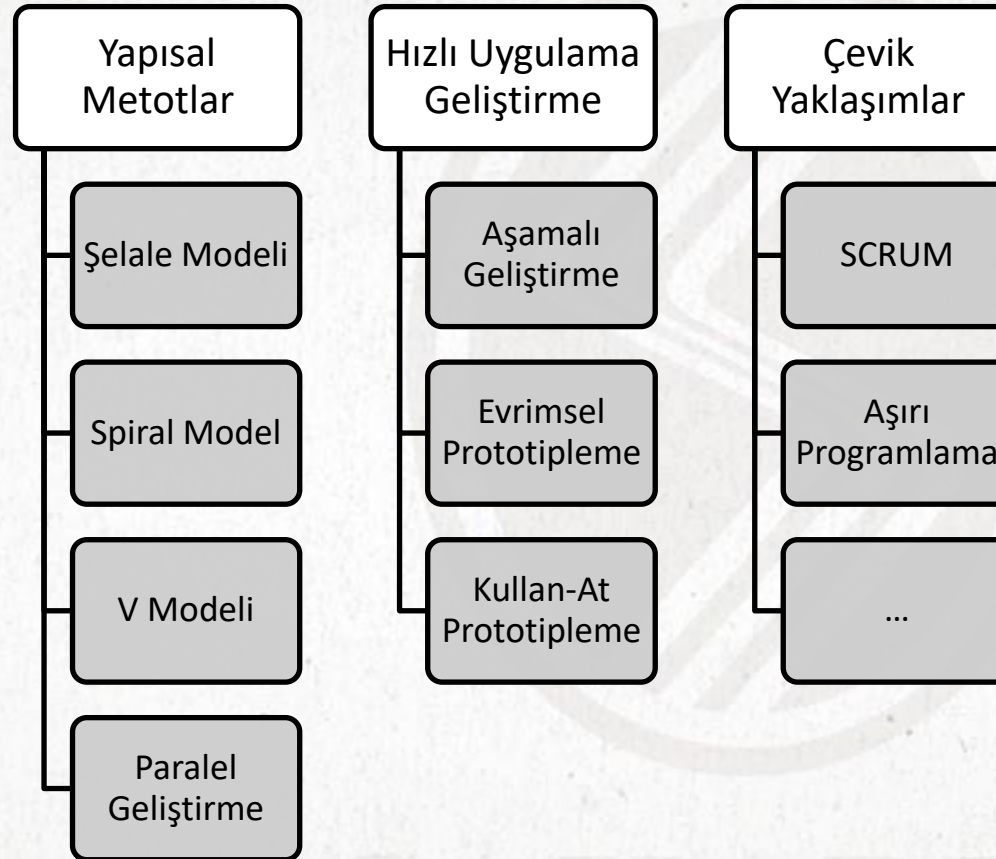 Yapısal
Metotlar
Şelale Modeli
Spiral Model
V Modeli
Paralel
Geliştirme
Hızlı Uygulama
Geliştirme
Aşamalı
Geliştirme
Evrimsel
Prototipleme
Kullan-At
Prototipleme
Çevik
Yaklaşımlar
SCRUM
Aşırı
Programlama
...